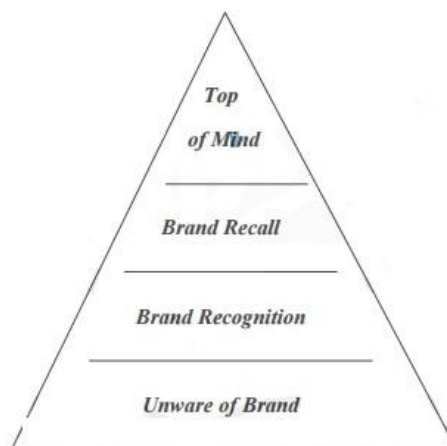 Top
of Mind
Brand Recall
Brand Recognition
Unware of Brand